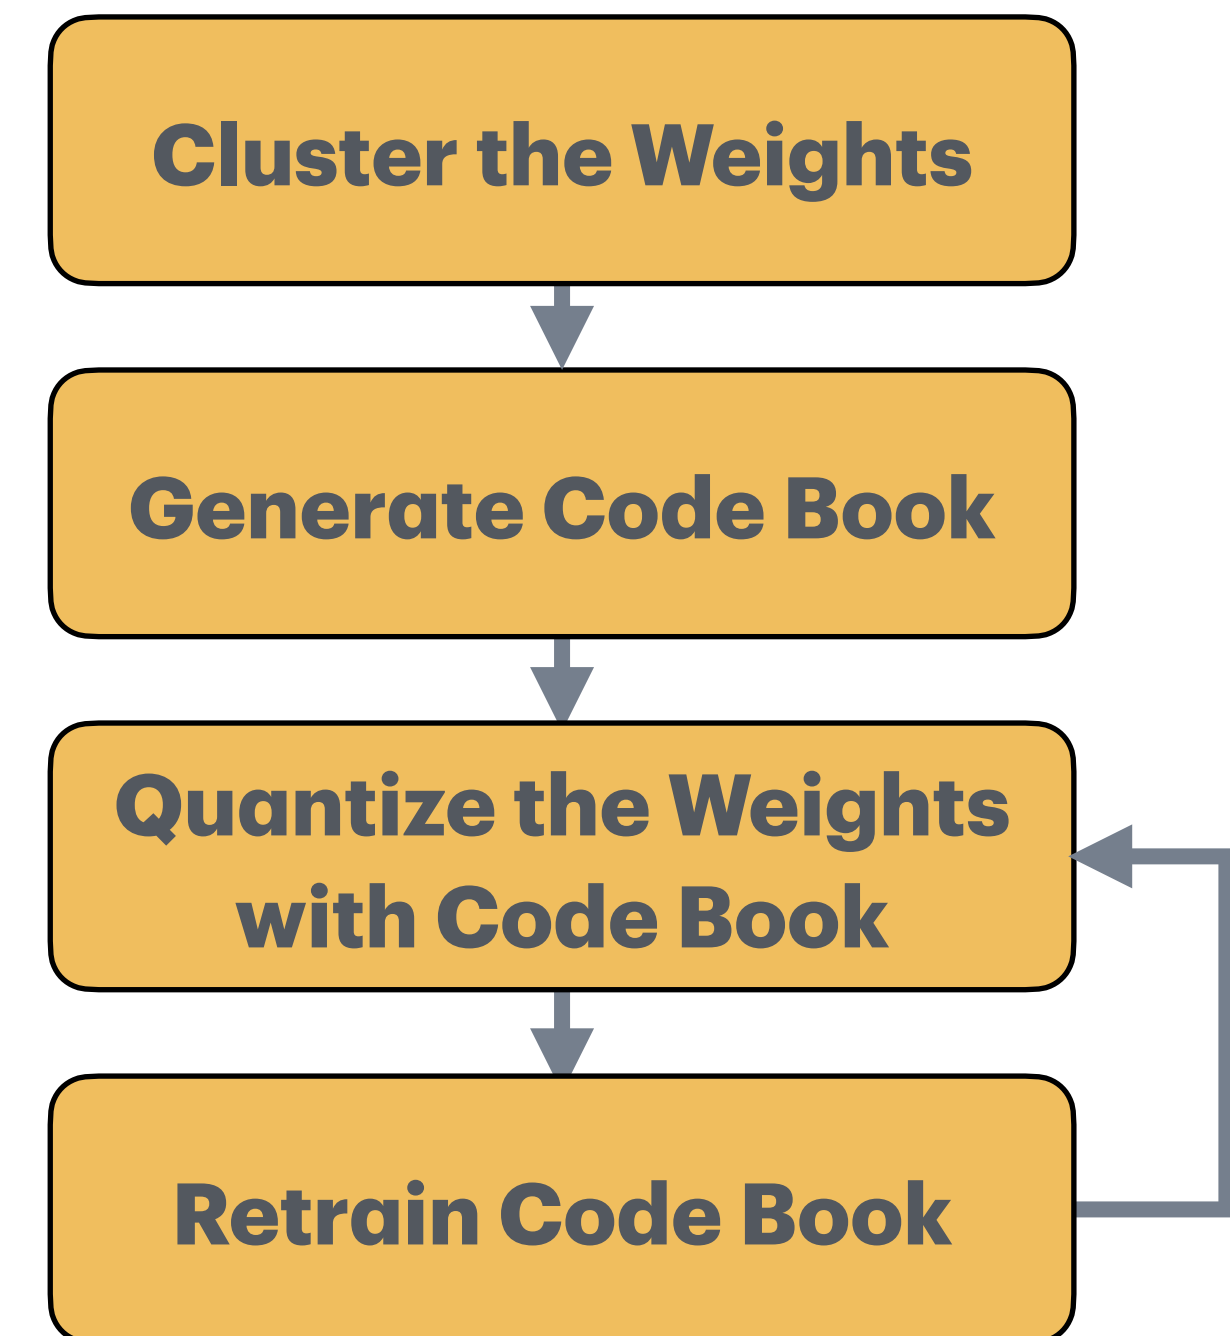 Cluster the Weights
Generate Code Book
Quantize the Weights
with Code Book
Retrain Code Book